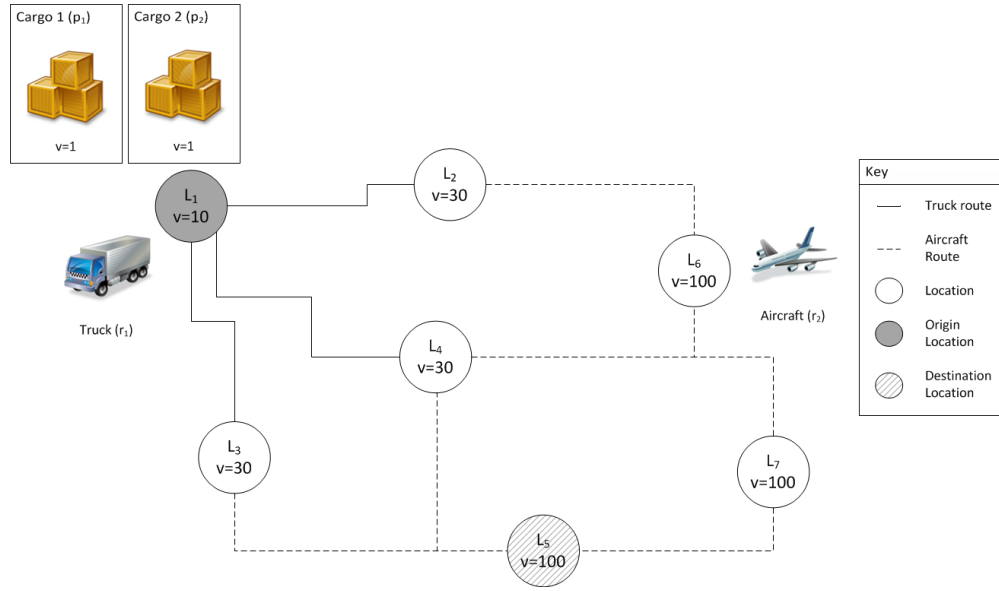 Cargo 1 (p₁)
v=1
Cargo 2 (p₂)
v=1
L₁
v=10
L₂
v=30
Truck (r₁)
L₆
v=100
Aircraft (r₂)
L₄
v=30
L₃
v=30
L₇
v=100
L₅
v=100
Key
Truck route
Aircraft
Route
Location
Origin
Location
Destination
Location